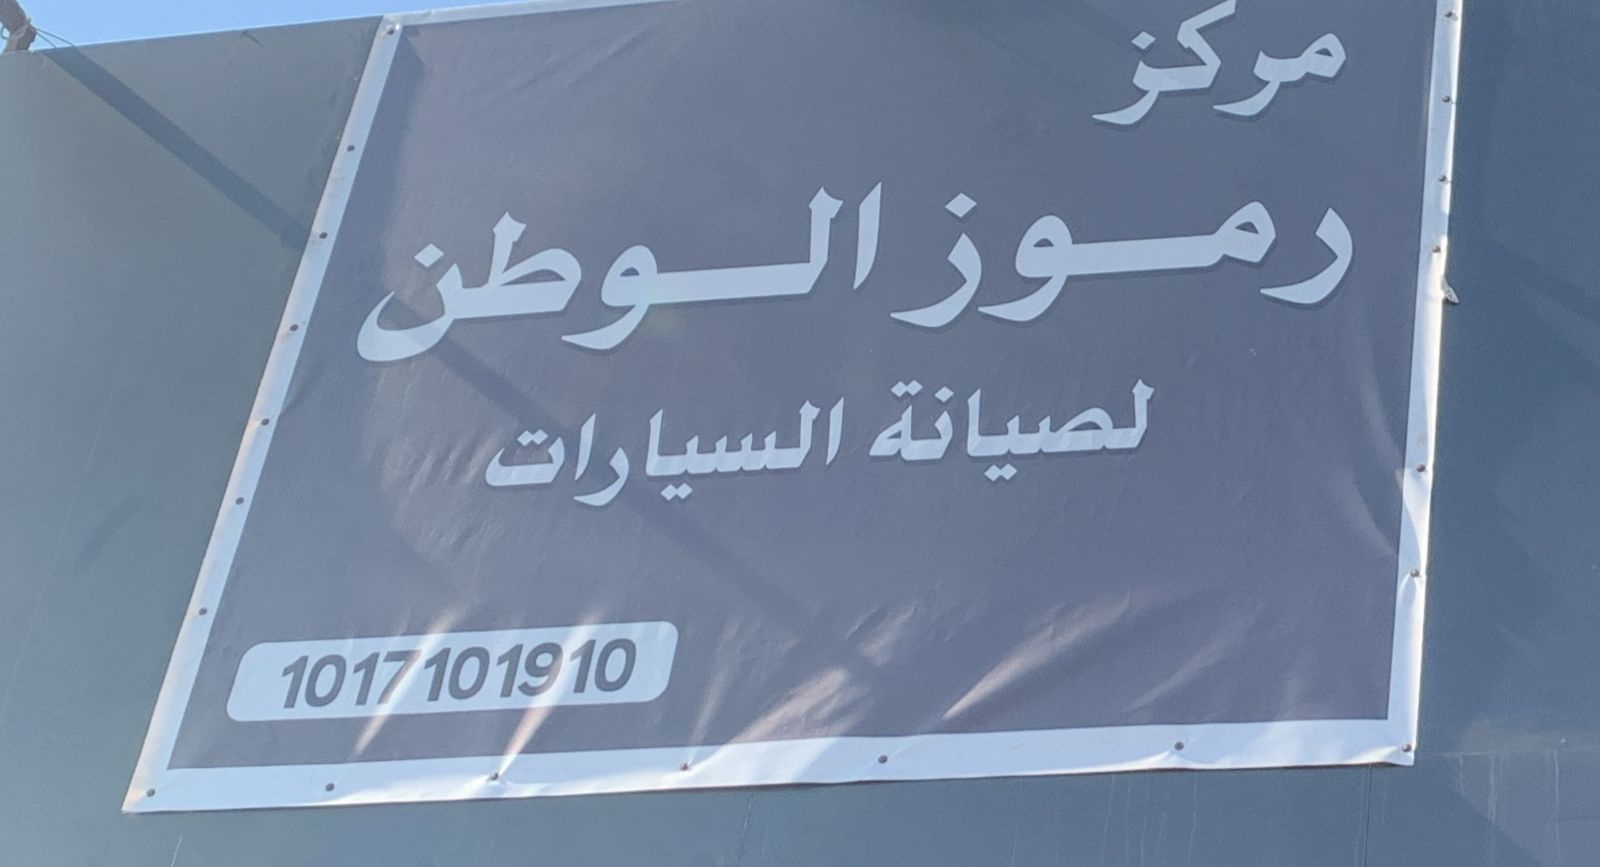 مركز
رموز الوطن
لصيانة السيارات
1017101910